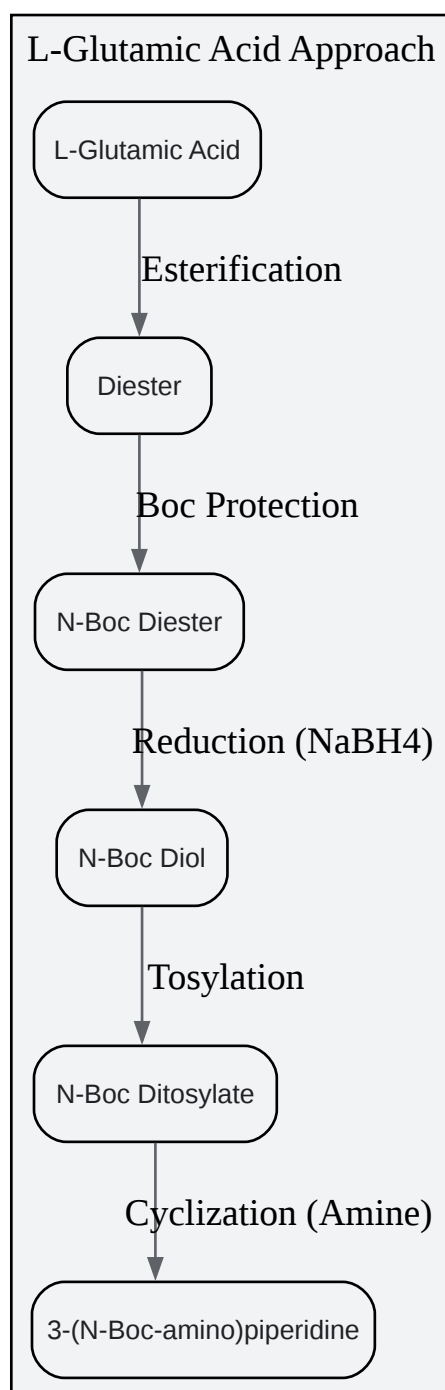 L-Glutamic Acid Approach
L-Glutamic Acid
Esterification
Diester
Boc Protection
N-Boc Diester
Reduction (NaBH4)
N-Boc Diol
Tosylation
N-Boc Ditosylate
Cyclization (Amine)
3-(N-Boc-amino)piperidine